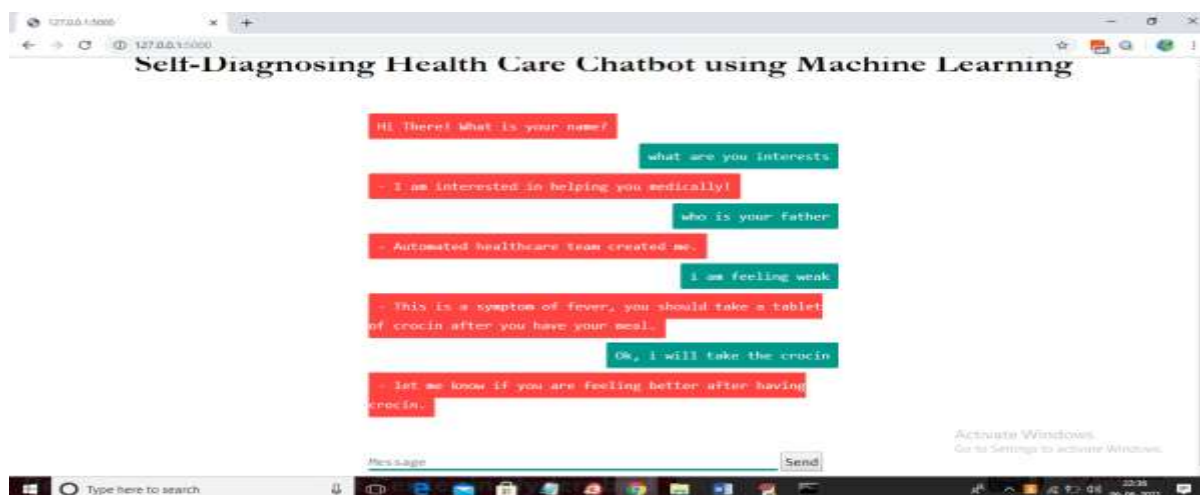 127.0.0.1:5000
127.0.0.1:5000
Self-Diagnosing Health Care Chatbot using Machine Learning
Hi There! What is your name?
what are you interests
- I am interested in helping you medically!
who is your father
- Automated healthcare team created me.
i am feeling weak
- This is a symptom of fever, you should take a tablet
of crocin after you have your meal.
Ok, i will take the crocin
- let me know if you are feeling better after having
crocin.
Message
Send
Activate Windows
Go to Settings to activate Windows.
Type here to search
22:35